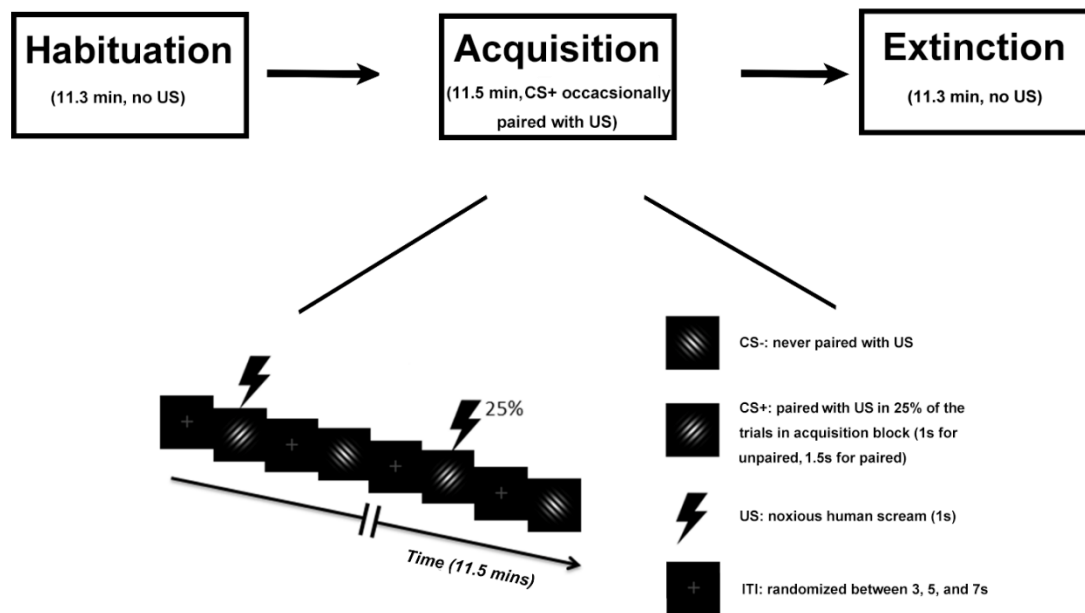 Habituation
(11.3 min, no US)
Acquisition
(11.5 min, CS+ occacsionally
paired with US)
Extinction
(11.3 min, no US)
25%
Time (11.5 mins)
CS-: never paired with US
CS+: paired with US in 25% of the
trials in acquisition block (1s for
unpaired, 1.5s for paired)
US: noxious human scream (1s)
ITI: randomized between 3, 5, and 7s